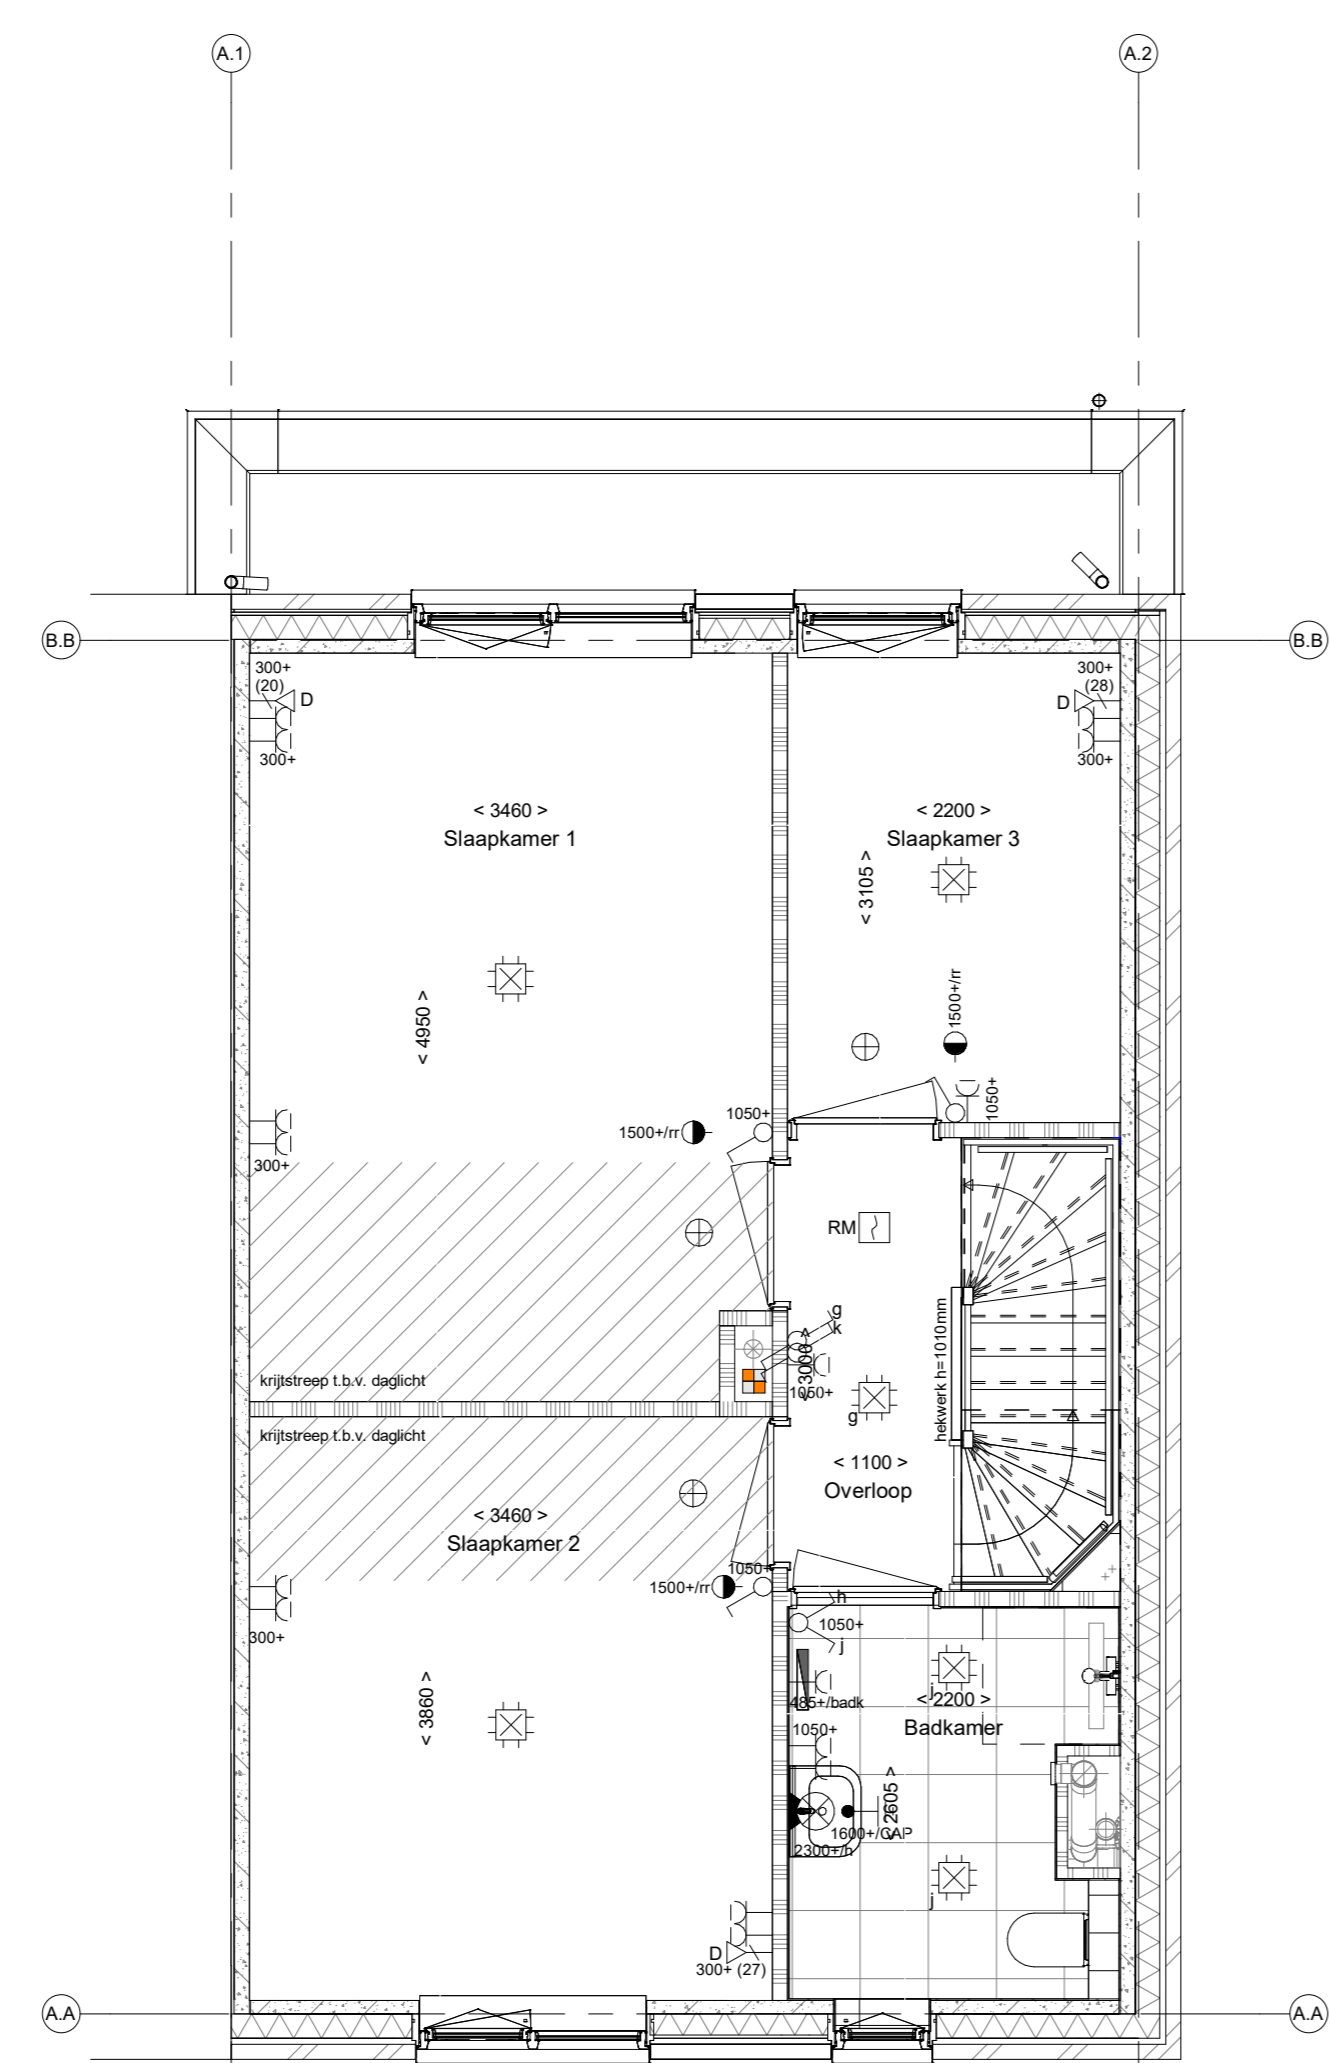 A.1
A.2
B.B
B.B
300+
(20)
D
300+
300+
(28)
D
300+
< 3460 >
Slaapkamer 1
< 2200 >
Slaapkamer 3
< 3105 >
< 4950 >
1500+/rr
1050+
1500+/rr
1050+
300+
RM
g
k
< 3000 >
1050+
g
hekwerk h=1010mm
krijtstreep t.b.v. daglicht
krijtstreep t.b.v. daglicht
< 1100 >
Overloop
< 3460 >
Slaapkamer 2
1050+
1500+/rr
300+
h
1050+
j
< 3860 >
485+/badk
j
< 2200 >
Badkamer
1050+
< 2605 >
1600+/CAP
2300+/h
j
D
300+ (27)
A.A
A.A